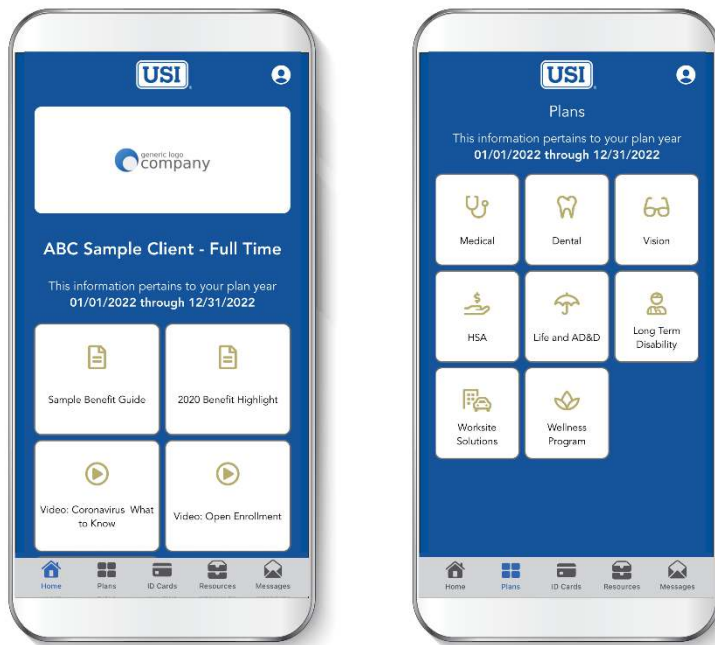 USI
generic logo
company
ABC Sample Client - Full Time
This information pertains to your plan year
01/01/2022 through 12/31/2022
Sample Benefit Guide
2020 Benefit Highlight
Video: Coronavirus What
to Know
Video: Open Enrollment
Home
Plans
ID Cards
Resources
Messages
USI
Plans
This information pertains to your plan year
01/01/2022 through 12/31/2022
Medical
Dental
Vision
HSA
Life and AD&D
Long Term
Disability
Worksite
Solutions
Wellness
Program
Home
Plans
ID Cards
Resources
Messages